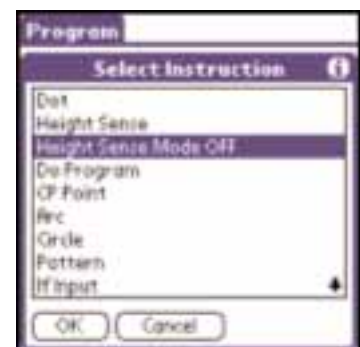 Program
Select Instruction i
Dot
Height Sense
Height Sense Mode OFF
Do Program
CP Point
Arc
Circle
Pattern
If Input
OK Cancel